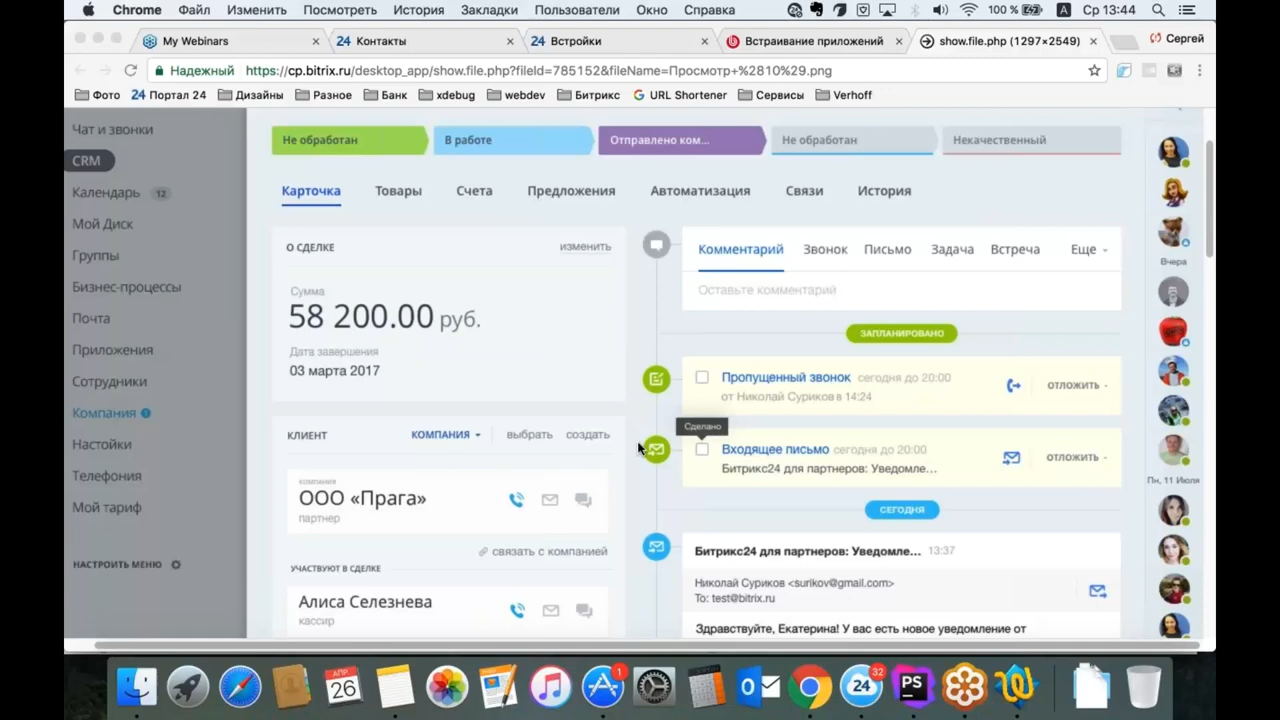 Chrome Файл Изменить Посмотреть История Закладки Пользователи Окно Справка 100 % A Ср 13:44
My Webinars × 24 Контакты × 24 Встройки × Встраивание приложений × show.file.php (1297×2549) × Сергей
Надежный https://cp.bitrix.ru/desktop_app/show.file.php?fileId=785152&fileName=Просмотр+%2810%29.png
Фото 24 Портал 24 Дизайны Разное Банк xdebug webdev Битрикс G URL Shortener Сервисы Verhoff
Чат и звонки
CRM
Календарь 12
Мой Диск
Группы
Бизнес-процессы
Почта
Приложения
Сотрудники
Компания
Настойки
Телефония
Мой тариф
НАСТРОИТЬ МЕНЮ
Не обработан В работе Отправлено ком... Не обработан Некачественный
Карточка Товары Счета Предложения Автоматизация Связи История
О СДЕЛКЕ изменить
Сумма
58 200.00 руб.
Дата завершения
03 марта 2017
КЛИЕНТ КОМПАНИЯ выбрать создать
компания
ООО «Прага»
партнер
связать с компанией
УЧАСТВУЮТ В СДЕЛКЕ
Алиса Селезнева
кассир
Комментарий Звонок Письмо Задача Встреча Еще
Оставьте комментарий
ЗАПЛАНИРОВАНО
Пропущенный звонок сегодня до 20:00
от Николай Суриков в 14:24
ОТЛОЖИТЬ
Сделано
Входящее письмо сегодня до 20:00
Битрикс24 для партнеров: Уведомле...
ОТЛОЖИТЬ
СЕГОДНЯ
Битрикс24 для партнеров: Уведомле... 13:37
Николай Суриков <surikov@gmail.com>
To: test@bitrix.ru
Здравствуйте, Екатерина! У вас есть новое уведомление от
Вчера
Пн, 11 Июля
АПР
26
1
24
32
PS